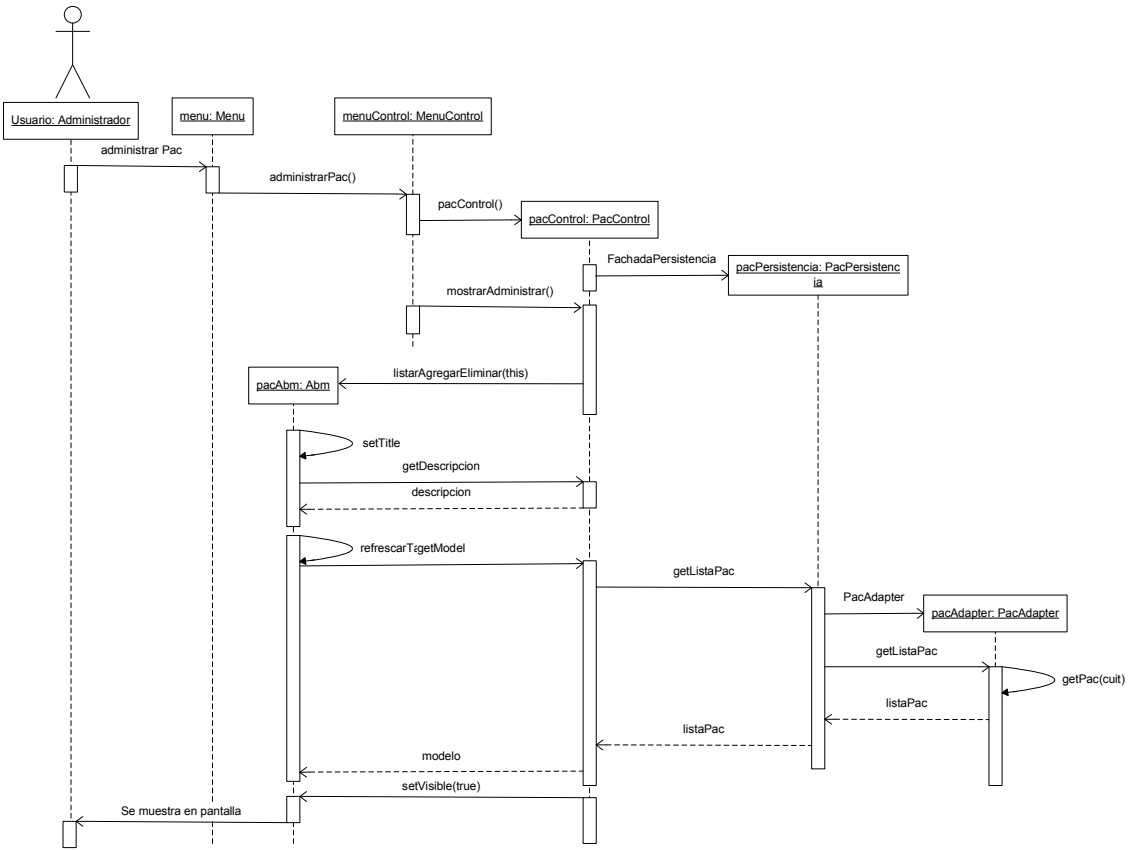 Usuario: Administrador
menu: Menu
menuControl: MenuControl
administrar Pac
administrarPac()
pacControl()
pacControl: PacControl
FachadaPersistencia
pacPersistencia: PacPersistenc
ia
mostrarAdministrar()
listarAgregarEliminar(this)
pacAbm: Abm
setTitle
getDescripcion
descripcion
getModel
getListaPac
PacAdapter
pacAdapter: PacAdapter
getListaPac
getPac(cuit)
listaPac
listaPac
modelo
setVisible(true)
Se muestra en pantalla